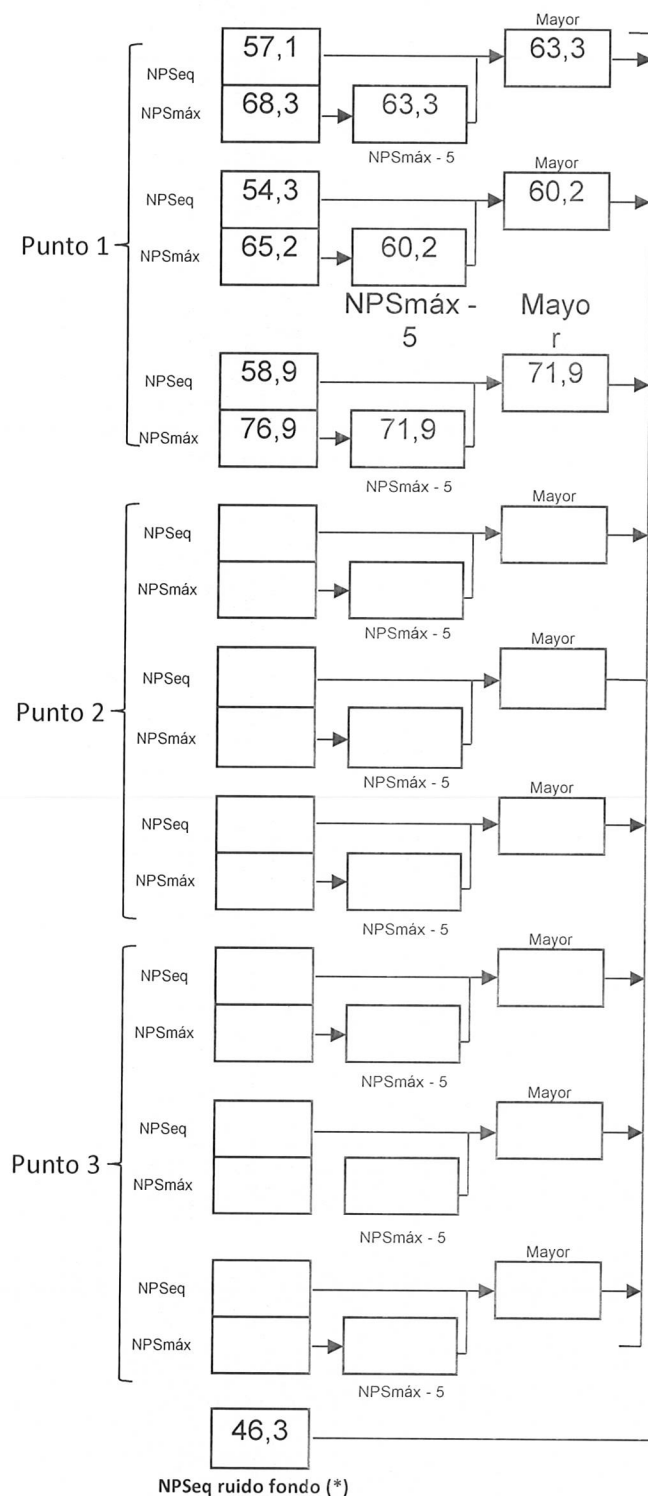 Mayor
57,1
63,3
NPSeq
NPSmáx
68,3
63,3
NPSmáx - 5
Mayor
NPSeq
54,3
60,2
Punto 1
NPSmáx
65,2
60,2
NPSmáx -
5
Mayo
r
NPSeq
58,9
71,9
NPSmáx
76,9
71,9
NPSmáx - 5
Mayor
NPSeq
NPSmáx
NPSmáx - 5
Mayor
NPSeq
Punto 2
NPSmáx
NPSmáx - 5
Mayor
NPSeq
NPSmáx
NPSmáx - 5
Mayor
NPSeq
NPSmáx
NPSmáx - 5
Mayor
NPSeq
Punto 3
NPSmáx
NPSmáx - 5
Mayor
NPSeq
NPSmáx
NPSmáx - 5
46,3
NPSeq ruido fondo (*)